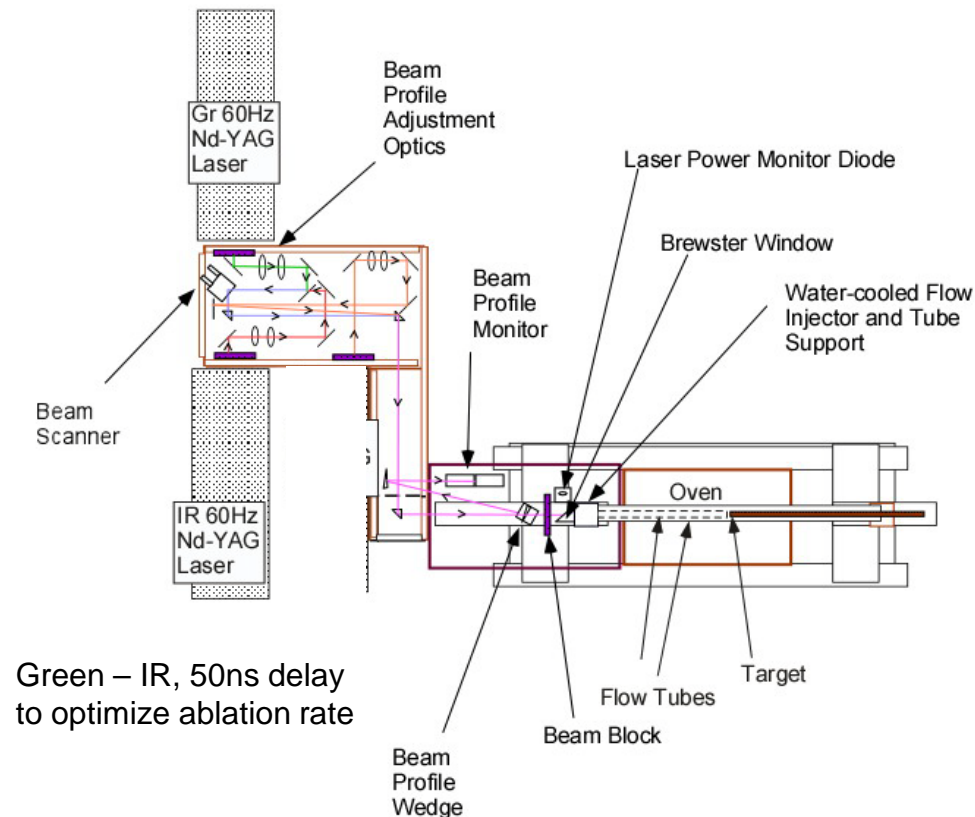 Beam
Profile
Adjustment
Optics
Gr 60Hz
Nd-YAG
Laser
Laser Power Monitor Diode
Brewster Window
Beam
Profile
Monitor
Water-cooled Flow
Injector and Tube
Support
Beam
Scanner
Oven
IR 60Hz
Nd-YAG
Laser
Target
Flow Tubes
Green – IR, 50ns delay
to optimize ablation rate
Beam Block
Beam
Profile
Wedge